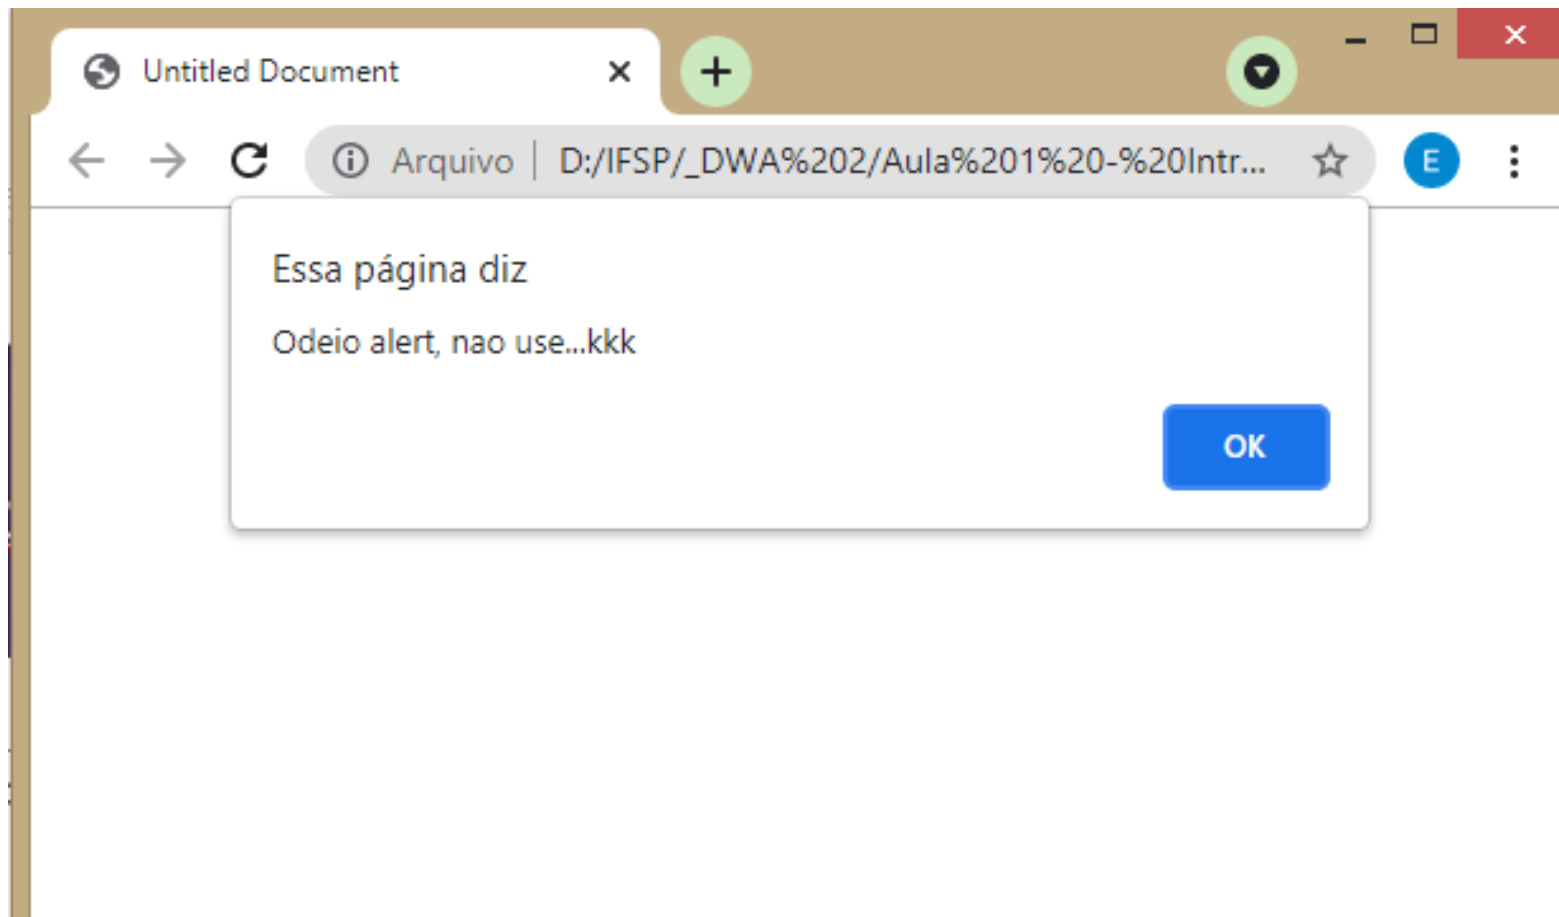 Untitled Document
Arquivo | D:/IFSP/_DWA%202/Aula%201%20-%20Intr...
E
Essa página diz
Odeio alert, nao use...kkk
OK